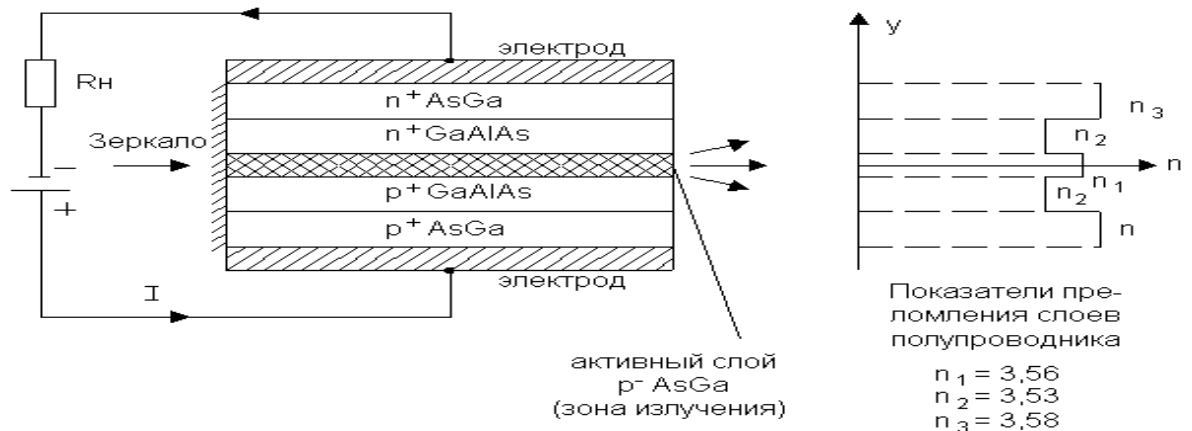 электрод
Rн
n+ AsGa
n+ GaAlAs
Зеркало
−
+
p+ GaAlAs
p+ AsGa
электрод
I
активный слой
p- AsGa
(зона излучения)
y
n 3
n 2
n
n 1
n 2
n
Показатели пре-
ломления слоев
полупроводника
n 1 = 3,56
n 2 = 3,53
n 3 = 3,58